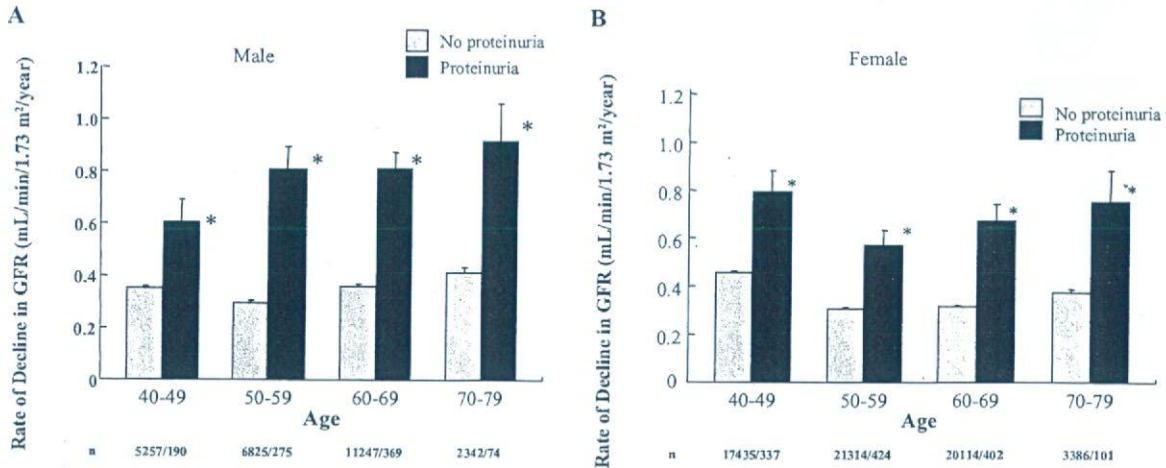 A
Male
No proteinuria
Proteinuria
Rate of Decline in GFR (mL/min/1.73 m²/year)
1.2
1.0
0.8
0.6
0.4
0.2
0
*
*
*
*
40-49 50-59 60-69 70-79
Age
n 5257/190 6825/275 11247/369 2342/74
B
Female
No proteinuria
Proteinuria
Rate of Decline in GFR (mL/min/1.73 m²/year)
1.2
1.0
0.8
0.6
0.4
0.2
0
*
*
*
*
40-49 50-59 60-69 70-79
Age
n 17435/337 21314/424 20114/402 3386/101